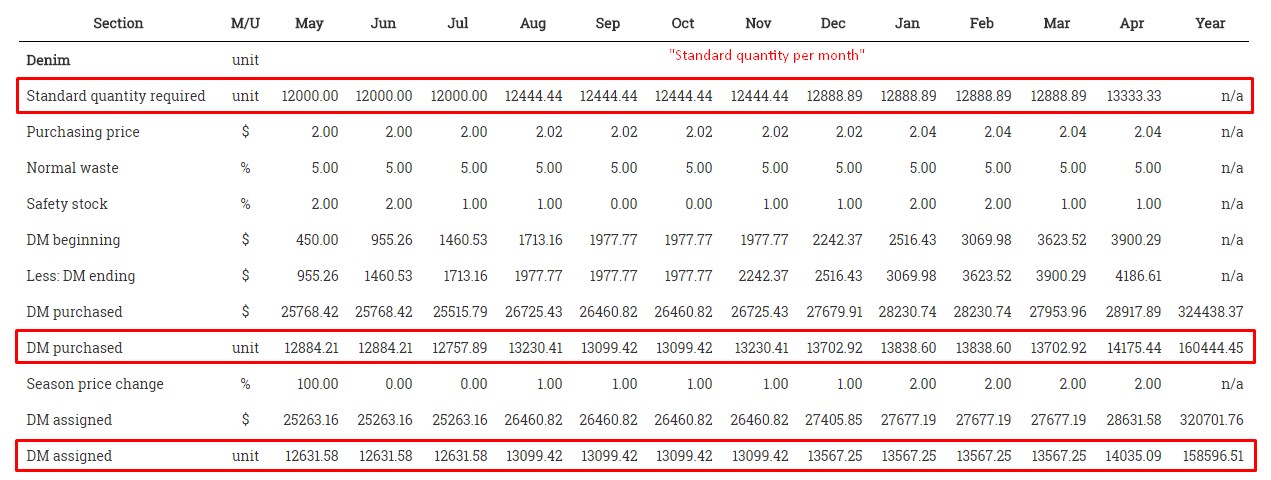 Section M/U May Jun Jul Aug Sep Oct Nov Dec Jan Feb Mar Apr Year
Denim unit "Standard quantity per month"
Standard quantity required unit 12000.00 12000.00 12000.00 12444.44 12444.44 12444.44 12444.44 12888.89 12888.89 12888.89 12888.89 13333.33 n/a
Purchasing price $ 2.00 2.00 2.00 2.02 2.02 2.02 2.02 2.02 2.04 2.04 2.04 2.04 n/a
Normal waste % 5.00 5.00 5.00 5.00 5.00 5.00 5.00 5.00 5.00 5.00 5.00 5.00 n/a
Safety stock % 2.00 2.00 1.00 1.00 0.00 0.00 1.00 1.00 2.00 2.00 1.00 1.00 n/a
DM beginning $ 450.00 955.26 1460.53 1713.16 1977.77 1977.77 1977.77 2242.37 2516.43 3069.98 3623.52 3900.29 n/a
Less: DM ending $ 955.26 1460.53 1713.16 1977.77 1977.77 1977.77 2242.37 2516.43 3069.98 3623.52 3900.29 4186.61 n/a
DM purchased $ 25768.42 25768.42 25515.79 26725.43 26460.82 26460.82 26725.43 27679.91 28230.74 28230.74 27953.96 28917.89 324438.37
DM purchased unit 12884.21 12884.21 12757.89 13230.41 13099.42 13099.42 13230.41 13702.92 13838.60 13838.60 13702.92 14175.44 160444.45
Season price change % 100.00 0.00 0.00 1.00 1.00 1.00 1.00 1.00 2.00 2.00 2.00 2.00 n/a
DM assigned $ 25263.16 25263.16 25263.16 26460.82 26460.82 26460.82 26460.82 27405.85 27677.19 27677.19 27677.19 28631.58 320701.76
DM assigned unit 12631.58 12631.58 12631.58 13099.42 13099.42 13099.42 13099.42 13567.25 13567.25 13567.25 13567.25 14035.09 158596.51